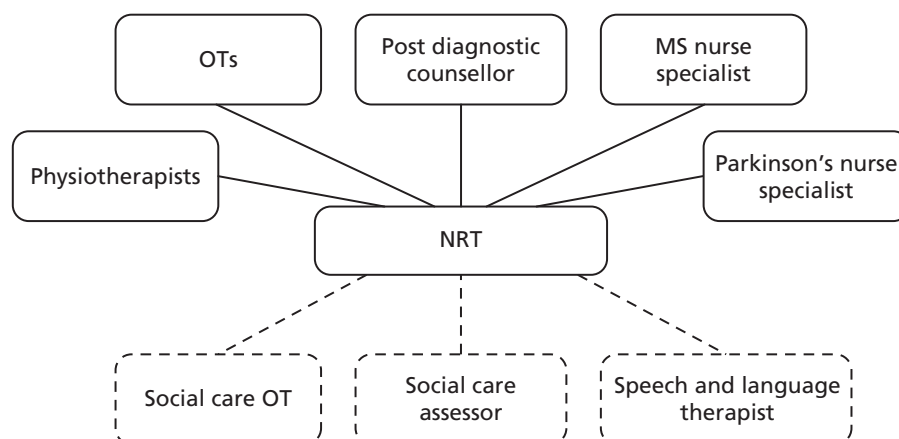 OTs
Post diagnostic
counsellor
MS nurse
specialist
Physiotherapists
Parkinson’s nurse
specialist
NRT
Social care OT
Social care
assessor
Speech and language
therapist